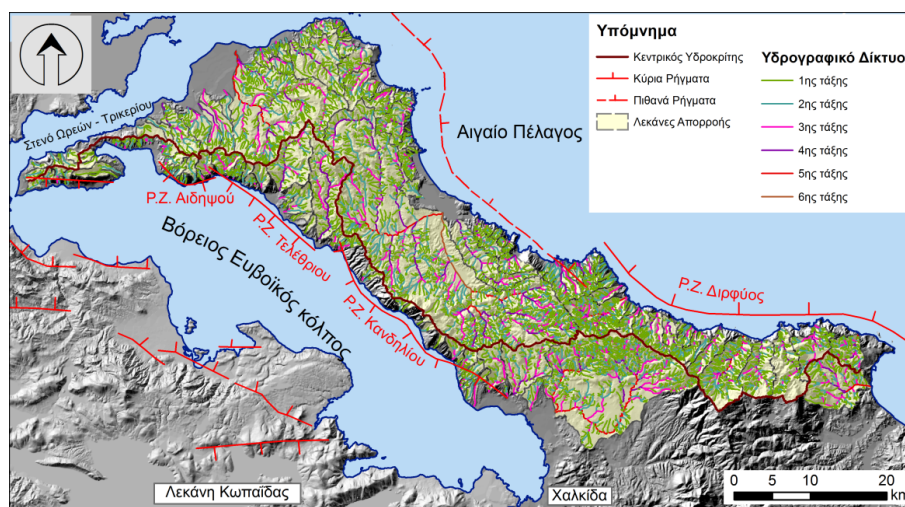 Υπόμνημα
Κεντρικός Υδροκρίτης
Κύρια Ρήγματα
Πιθανά Ρήγματα
Λεκάνες Απορροής
Υδρογραφικό Δίκτυο
1ης τάξης
2ης τάξης
3ης τάξης
4ης τάξης
5ης τάξης
6ης τάξης
Στενό Ωρεών - Τρικερίου
Αιγαίο Πέλαγος
Ρ.Ζ. Αιδηψού
Ρ.Ζ. Τελέθριου
Βόρειος Ευβοϊκός κόλπος
Ρ.Ζ. Κανδηλίου
Ρ.Ζ. Διρφύος
Λεκάνη Κωπαΐδας
Χαλκίδα
0 5 10 20
km